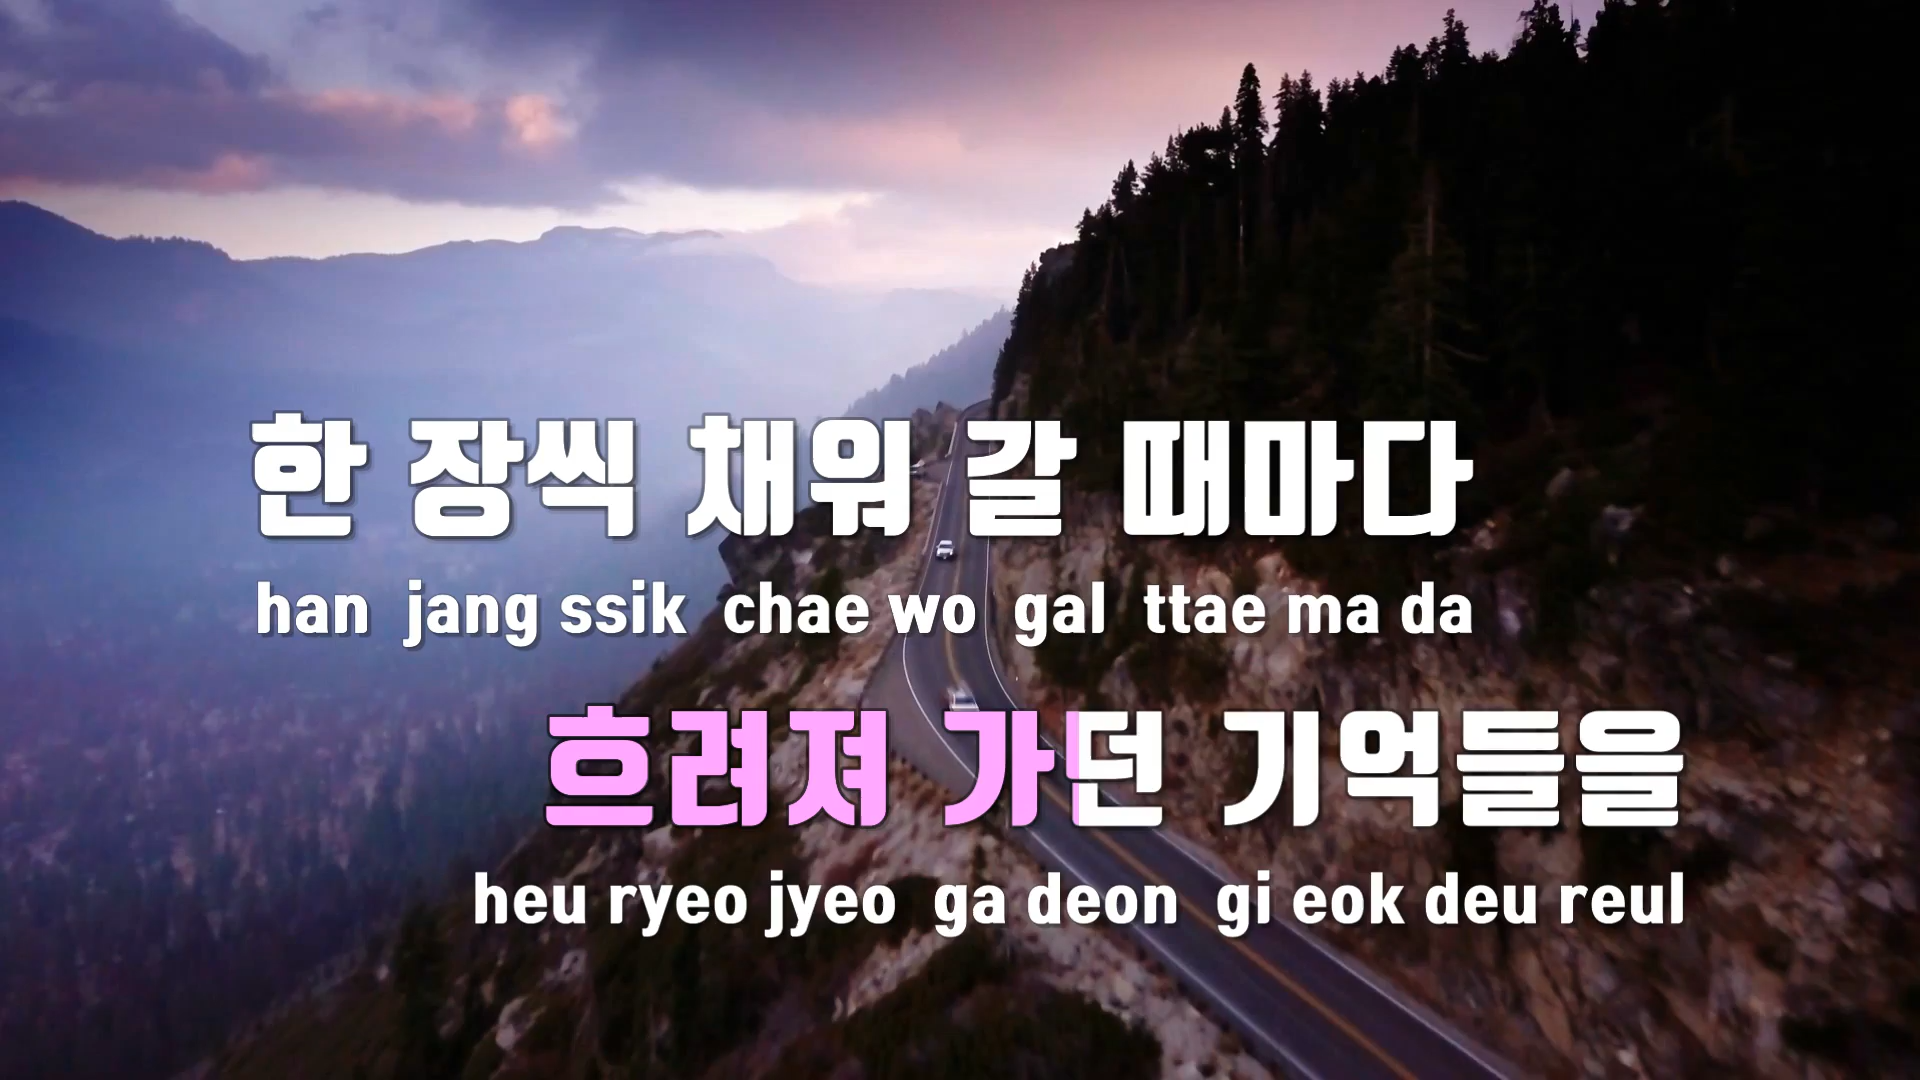 한 장씩 채워 갈 때마다
han jang ssik chae wo gal ttae ma da
흐려져 가던 기억들을
heu ryeo jyeo ga deon gi eok deu reul